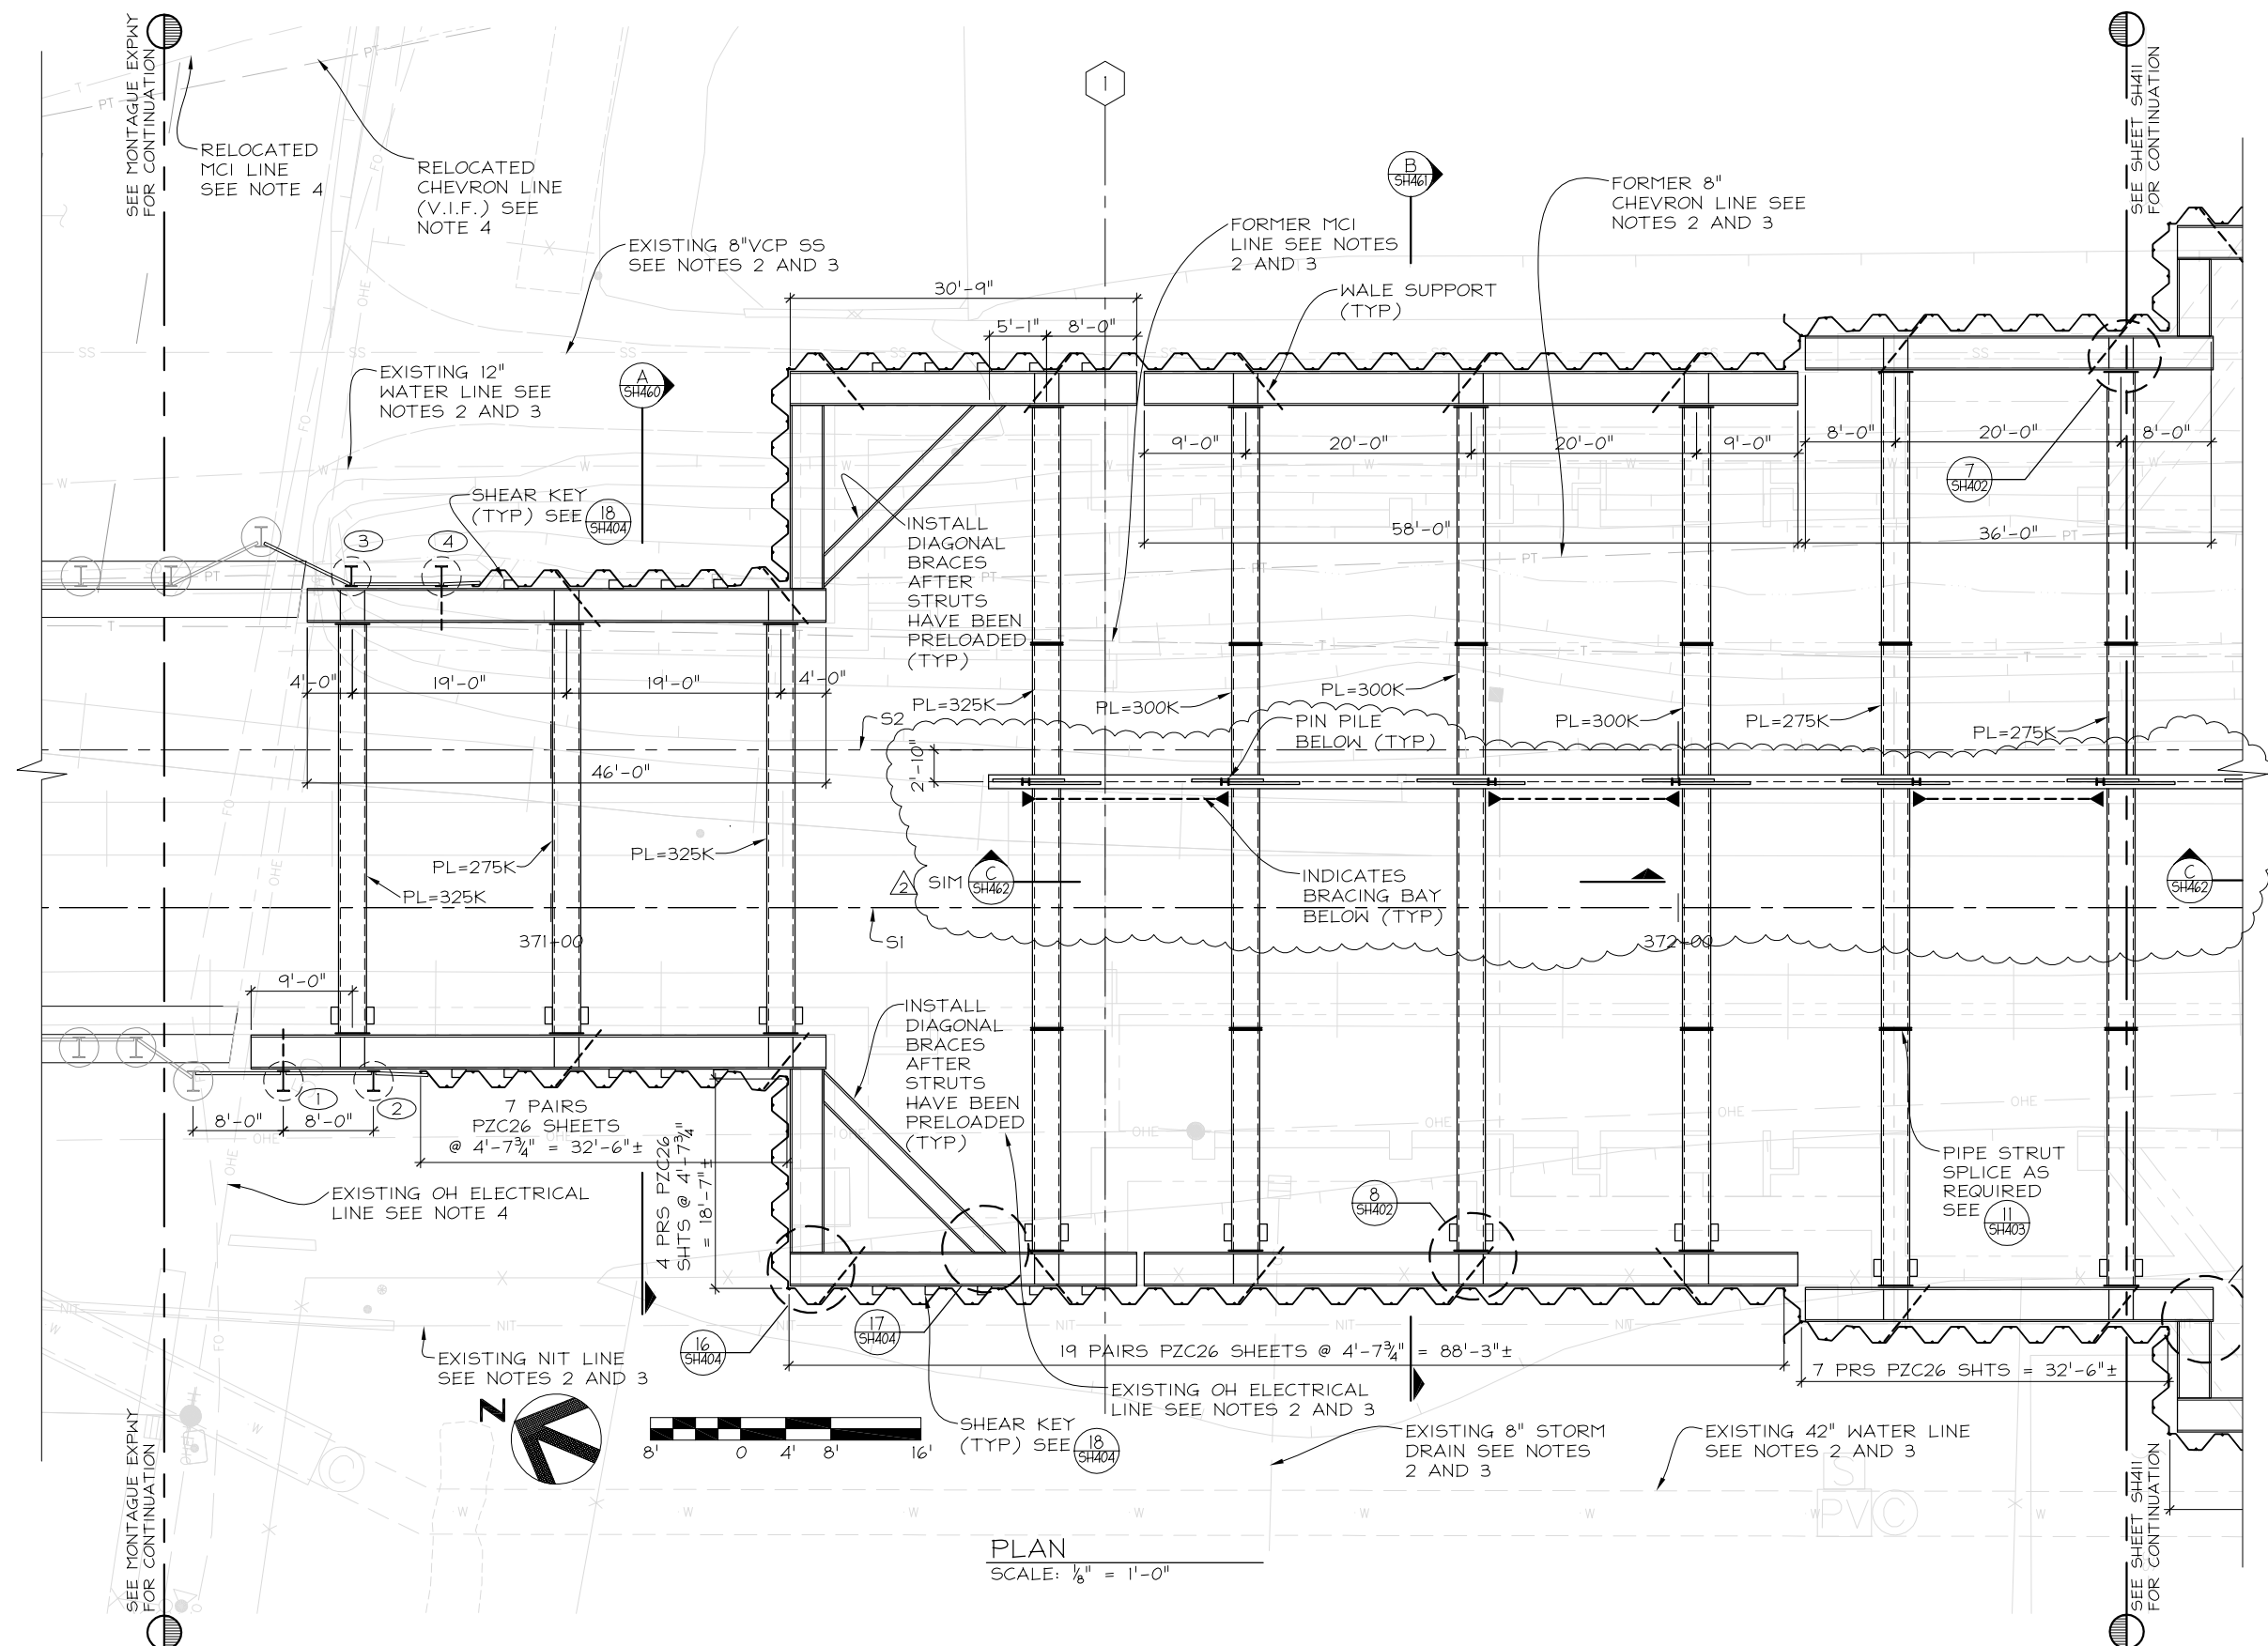 SEE MONTAGUE EXPWY
FOR CONTINUATION
RELOCATED
MCI LINE
SEE NOTE 4
RELOCATED
CHEVRON LINE
(V.I.F.) SEE
NOTE 4
EXISTING 8"VCP SS
SEE NOTES 2 AND 3
1
B
SH461
FORMER MCI
LINE SEE NOTES
2 AND 3
FORMER 8"
CHEVRON LINE SEE
NOTES 2 AND 3
SEE SHEET SH411
FOR CONTINUATION
WALE SUPPORT
(TYP)
30'-9"
5'-1"
8'-0"
EXISTING 12"
WATER LINE SEE
NOTES 2 AND 3
A
SH460
SHEAR KEY
(TYP) SEE
18
SH404
3
4
INSTALL
DIAGONAL
BRACES
AFTER
STRUTS
HAVE BEEN
PRELOADED
(TYP)
9'-0"
20'-0"
20'-0"
9'-0"
8'-0"
20'-0"
8'-0"
7
SH402
58'-0"
36'-0"
4'-0"
19'-0"
19'-0"
4'-0"
46'-0"
PL=325K
PL=300K
PL=300K
PL=300K
PL=275K
PL=275K
S2
PIN PILE
BELOW (TYP)
2'-10"
PL=275K
PL=325K
PL=325K
2
SIM
C
SH462
INDICATES
BRACING BAY
BELOW (TYP)
C
SH462
S1
371+00
372+00
9'-0"
INSTALL
DIAGONAL
BRACES
AFTER
STRUTS
HAVE BEEN
PRELOADED
(TYP)
1
2
8'-0"
8'-0"
7 PAIRS
PZC26 SHEETS
@ 4'-7¾" = 32'-6"±
4 PRS PZC26
SHTS @ 4'-7¾"
= 18'-7"±
EXISTING OH ELECTRICAL
LINE SEE NOTE 4
8
SH402
PIPE STRUT
SPLICE AS
REQUIRED
SEE
11
SH403
16
SH404
17
SH404
19 PAIRS PZC26 SHEETS @ 4'-7¾" = 88'-3"±
7 PRS PZC26 SHTS = 32'-6"±
EXISTING NIT LINE
SEE NOTES 2 AND 3
EXISTING OH ELECTRICAL
LINE SEE NOTES 2 AND 3
N
8' 0 4' 8' 16'
SHEAR KEY
(TYP) SEE
18
SH404
EXISTING 8" STORM
DRAIN SEE NOTES
2 AND 3
EXISTING 42" WATER LINE
SEE NOTES 2 AND 3
SEE MONTAGUE EXPWY
FOR CONTINUATION
SEE SHEET SH411
FOR CONTINUATION
PLAN
SCALE: ⅛" = 1'-0"